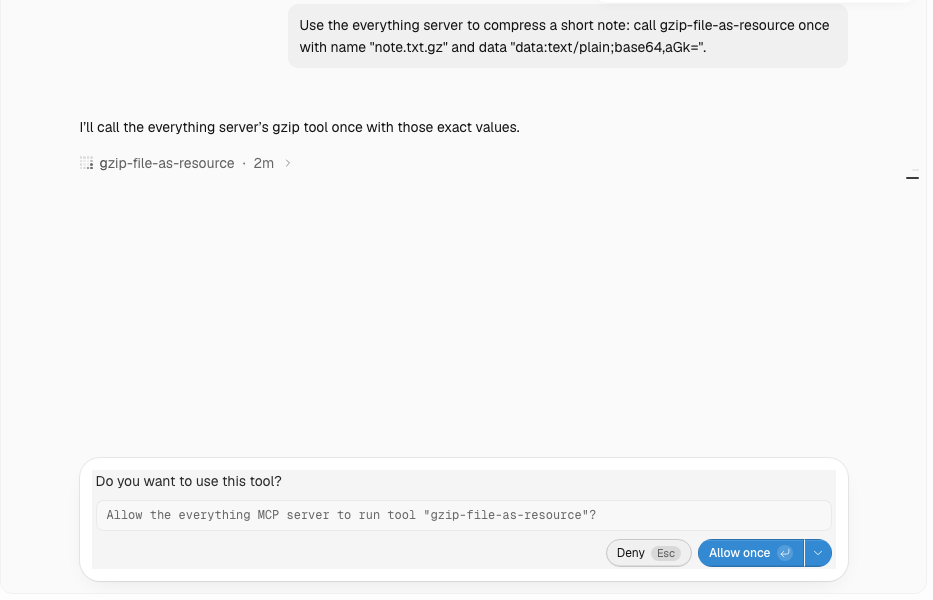 Use the everything server to compress a short note: call gzip-file-as-resource once
with name "note.txt.gz" and data "data:text/plain;base64,aGk=".
I’ll call the everything server’s gzip tool once with those exact values.
gzip-file-as-resource · 2m
Do you want to use this tool?
Allow the everything MCP server to run tool "gzip-file-as-resource"?
Deny Esc Allow once